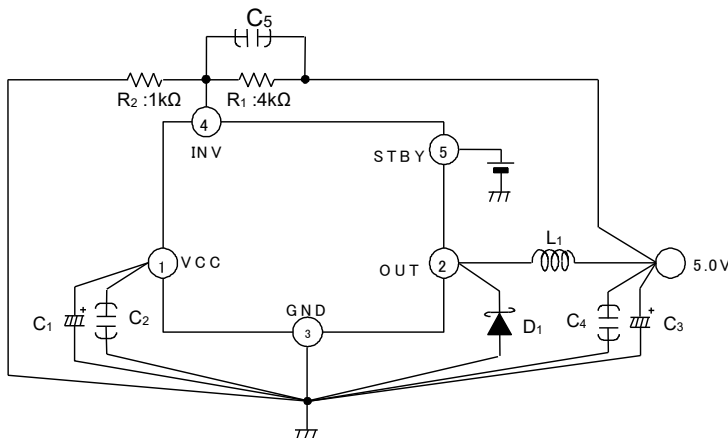 C5
R2 :1kΩ
R1 :4kΩ
4
INV
5
STBY
1
VCC
2
OUT
L1
5.0V
GND
3
C1
+
C2
D1
C4
+
C3